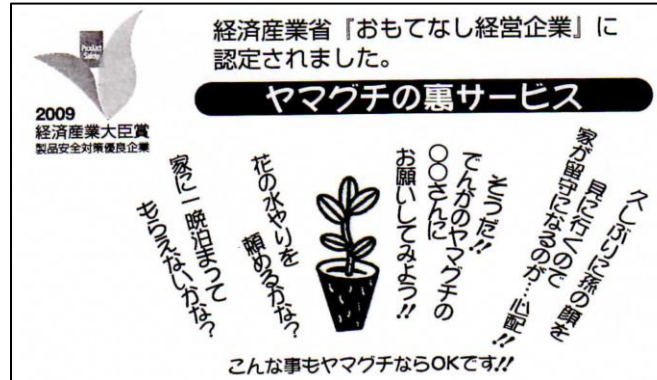 経済産業省『おもてなし経営企業』に
認定されました。
Product
Safety
2009
経済産業大臣賞
製品安全対策優良企業
ヤマグチの裏サービス
久しぶりに孫の顔を
見に行くので
家が留守になるのが…心配!!
そうだ!!
でんかのヤマグチの
○○さんに
お願いしてみよう!!
花の水やりを
頼めるかな?
家に一晩泊まって
もらえないかな?
こんな事もヤマグチならOKです!!